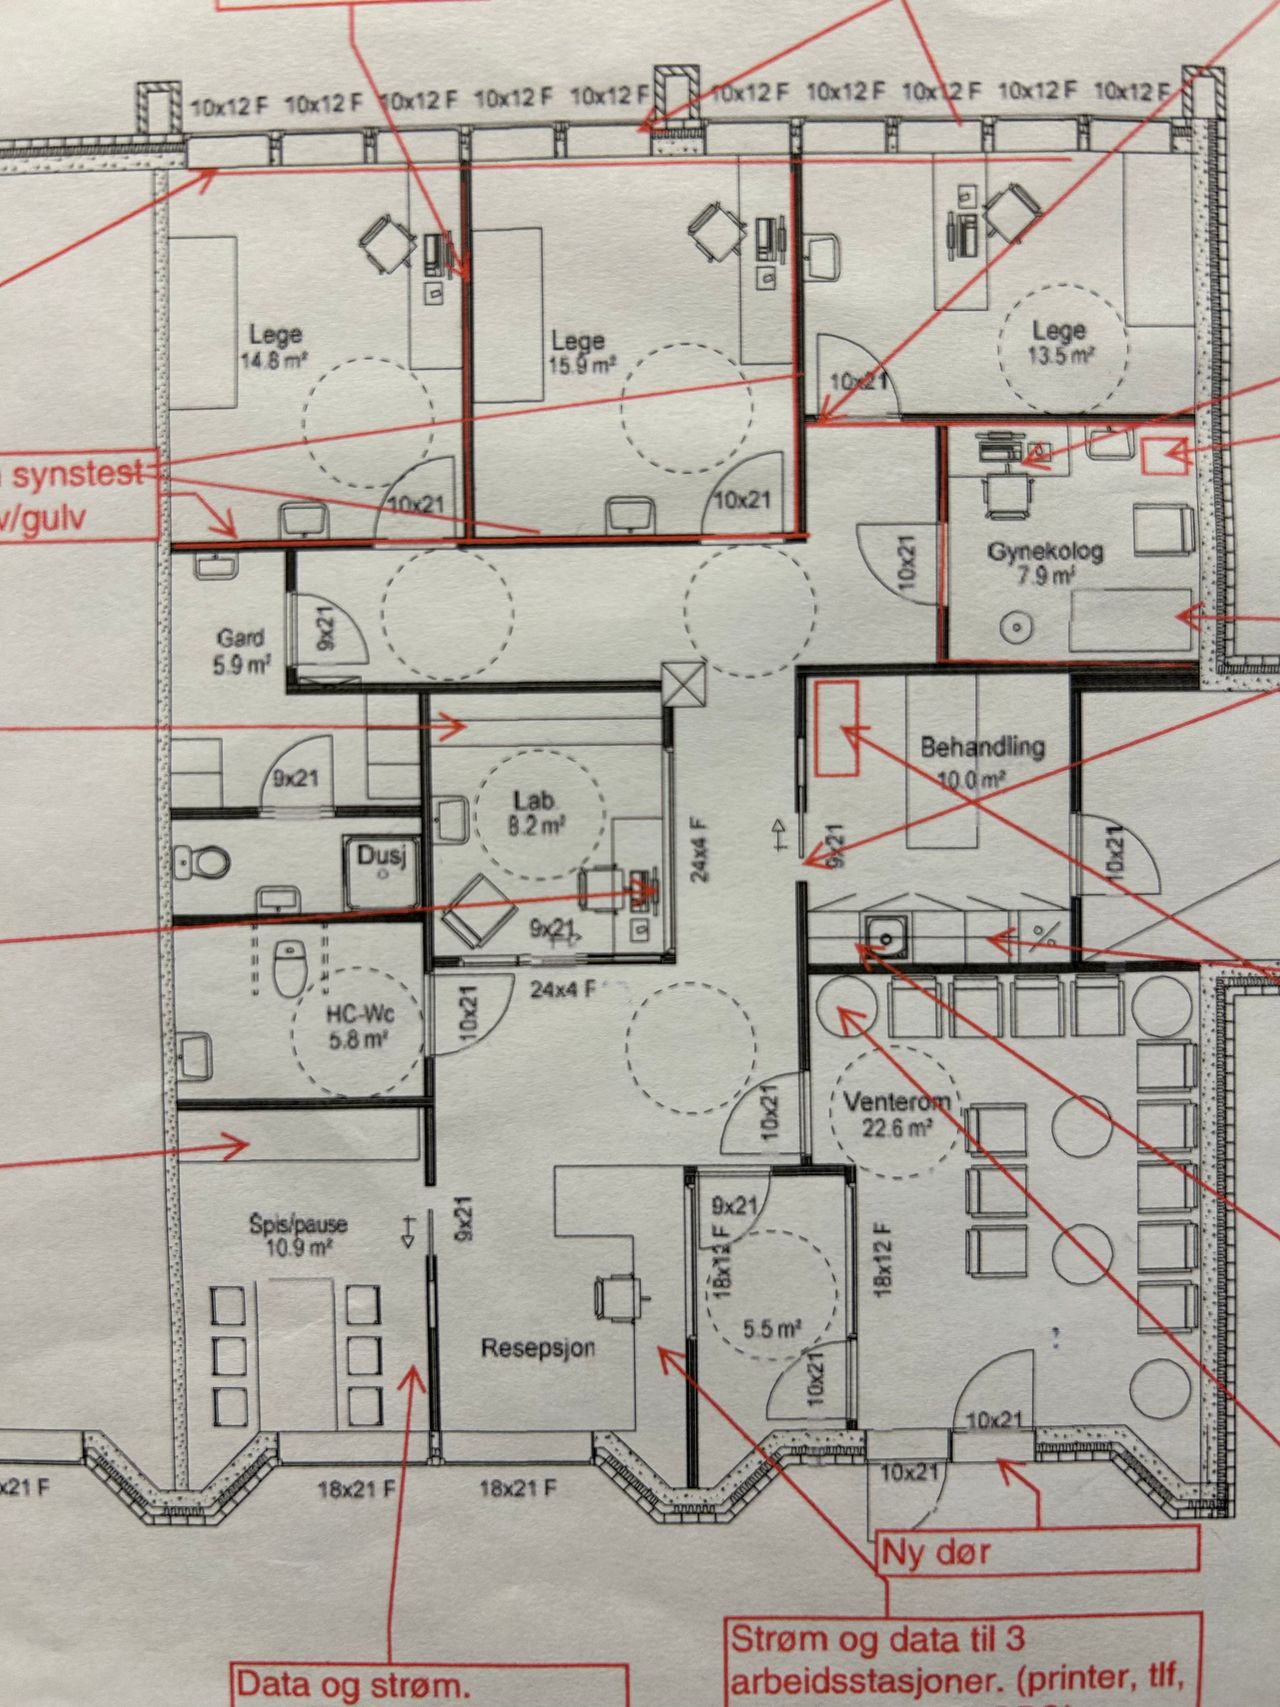 10x12 F 10x12 F 10x12 F 10x12 F 10x12 F 10x12 F 10x12 F 10x12 F 10x12 F 10x12 F
Lege
14.8 m²
Lege
15.9 m²
Lege
13.5 m²
10x21
synstest
v/gulv
10x21
10x21
10x21
Gynekolog
7.9 m²
Gard
5.9 m²
9x21
9x21
Behandling
10.0 m²
Lab
8.2 m²
24x4 F
9x21
10x21
Dusj
9x21
24x4 F
HC-Wc
5.8 m²
10x21
10x21
Venterom
22.6 m²
Spis/pause
10.9 m²
9x21
9x21
18x12 F
18x12 F
5.5 m²
Resepsjon
10x21
10x21
10x21
x21 F
18x21 F
18x21 F
Ny dør
Strøm og data til 3
arbeidsstasjoner. (printer, tlf,
Data og strøm.